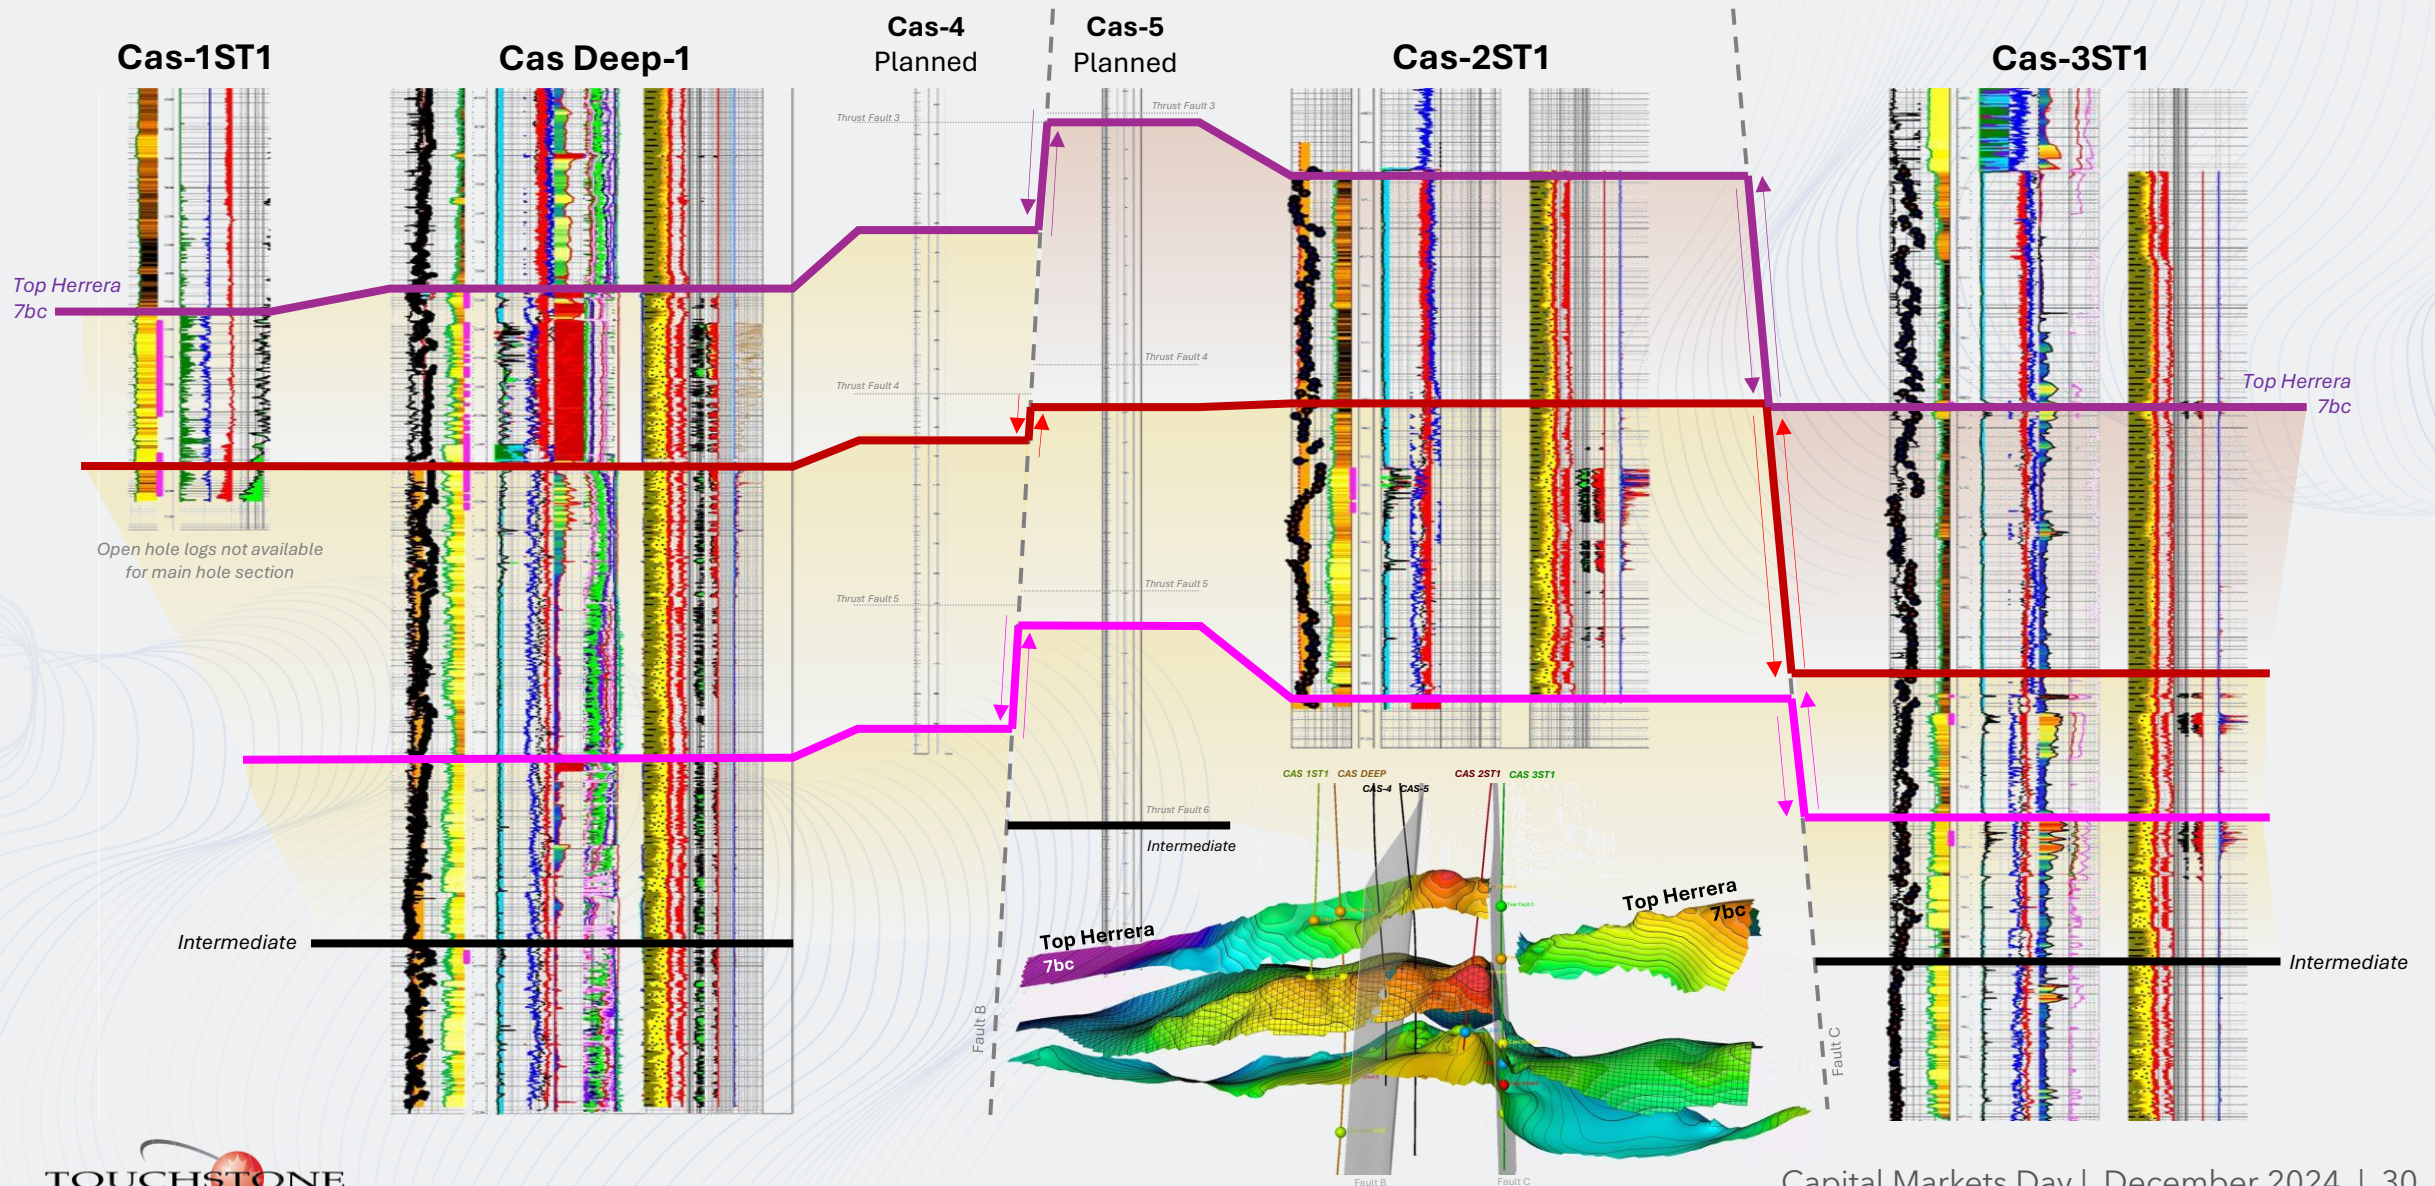 Cas-1ST1
Cas Deep-1
Cas-4
Planned
Cas-5
Planned
Cas-2ST1
Cas-3ST1
Thrust Fault 3
Thrust Fault 3
Top Herrera
7bc
Thrust Fault 4
Thrust Fault 4
Top Herrera
7bc
Open hole logs not available
for main hole section
Thrust Fault 5
Thrust Fault 5
CAS 1ST1
CAS DEEP
CAS 2ST1
CAS 3ST1
CAS-4
CAS-5
Thrust Fault 6
Intermediate
Intermediate
Intermediate
Top Herrera
7bc
Top Herrera
7bc
Fault B
Fault C
Fault B
Fault C
TOUCHSTONE
Capital Markets Day | December 2024 | 30